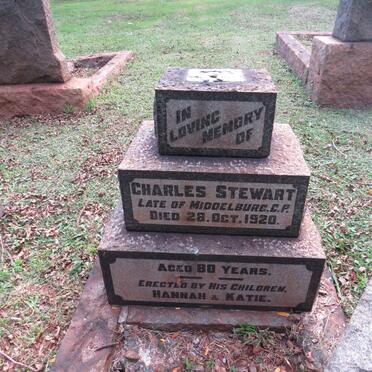 IN
LOVING
MEMORY
OF
CHARLES STEWART
LATE OF MIDDELBURG, C.P.
DIED 28. OCT. 1920.
AGED 80 YEARS.
ERECTED BY HIS CHILDREN,
HANNAH & KATIE.